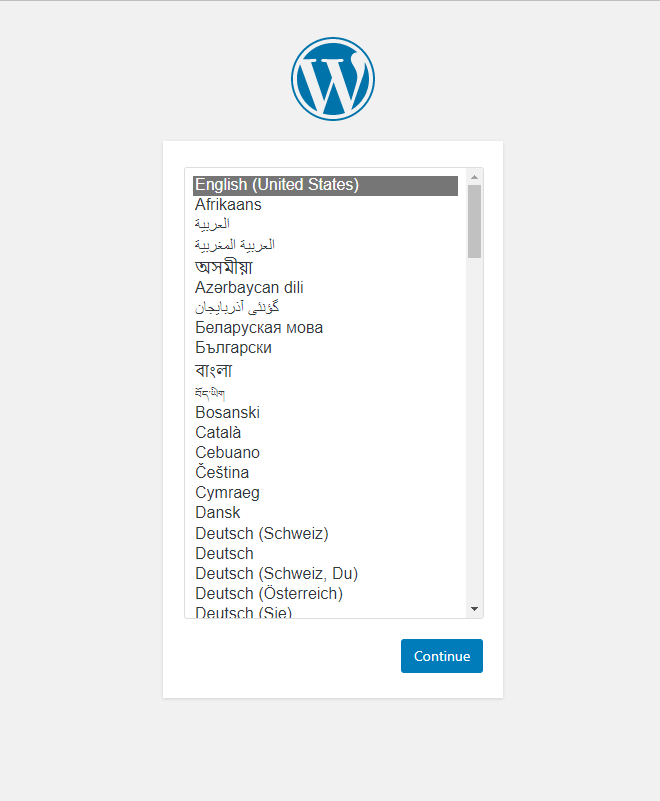 English (United States)
Afrikaans
العربية
العربية المغربية
অসমীয়া
Azərbaycan dili
گؤنئی آذربایجان
Беларуская мова
Български
বাংলা
བོད་ཡིག
Bosanski
Català
Cebuano
Čeština
Cymraeg
Dansk
Deutsch (Schweiz)
Deutsch
Deutsch (Schweiz, Du)
Deutsch (Österreich)
Deutsch (Sie)
Continue